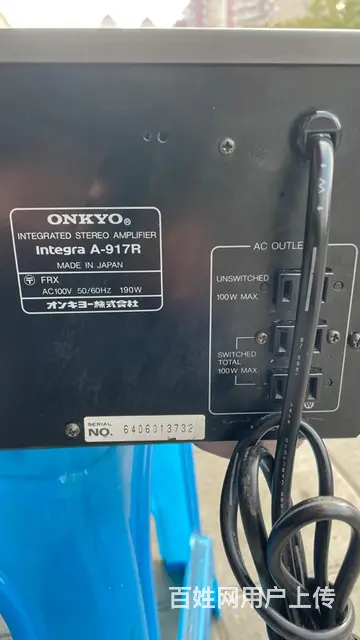 ONKYO®
INTEGRATED STEREO AMPLIFIER
Integra A-917R
MADE IN JAPAN
〒 FRX
AC100V 50/60HZ 190W
オンキヨー株式会社
AC OUTLE
UNSWITCHED
100W MAX
SWITCHED
TOTAL
100W MAX
W
SERIAL
NO. 6406013732
百姓网用户上传